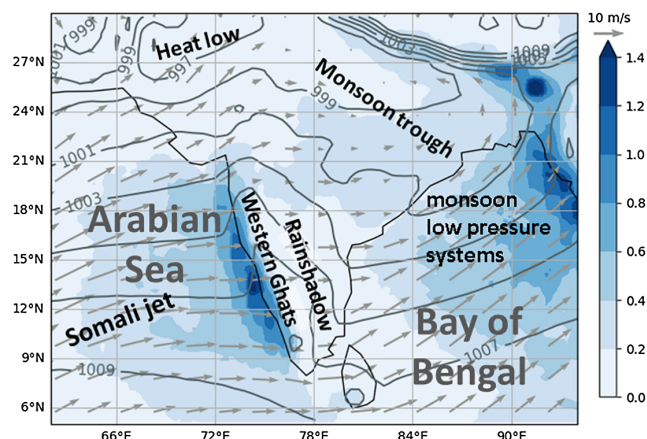 10 m/s
1001
999
999
Heat low
997
1003
1009
1005
27°N
Monsoon trough
999
24°N
1001
21°N
1003
18°N
Arabian
Sea
Western Ghats
Rainshadow
monsoon
low pressure
systems
15°N
12°N
Somali jet
Bay of
Bengal
1007
9°N
1009
6°N
66°E
72°E
78°E
84°E
90°E
1.4
1.2
1.0
0.8
0.6
0.4
0.2
0.0